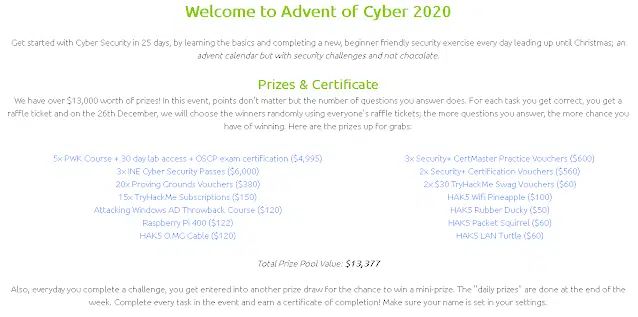 Welcome to Advent of Cyber 2020
Get started with Cyber Security in 25 days, by learning the basics and completing a new, beginner friendly security exercise every day leading up until Christmas; an
advent calendar but with security challenges and not chocolate.
Prizes & Certificate
We have over $13,000 worth of prizes! In this event, points don't matter but the number of questions you answer does. For each task you get correct, you get a
raffle ticket and on the 26th December, we will choose the winners randomly using everyone's raffle tickets; the more questions you answer, the more chance you
have of winning. Here are the prizes up for grabs:
5x PWK Course + 30 day lab access + OSCP exam certification ($4,995)
3x INE Cyber Security Passes ($6,000)
20x Proving Grounds Vouchers ($380)
15x TryHackMe Subscriptions ($150)
Attacking Windows AD Throwback Course ($120)
Raspberry Pi 400 ($122)
HAK5 O.MG Cable ($120)
3x Security+ CertMaster Practice Vouchers ($600)
2x Security+ Certification Vouchers ($560)
2x $30 TryHackMe Swag Vouchers ($60)
HAK5 Wifi Pineapple ($100)
HAK5 Rubber Ducky ($50)
HAK5 Packet Squirrel ($60)
HAK5 LAN Turtle ($60)
Total Prize Pool Value: $13,377
Also, everyday you complete a challenge, you get entered into another prize draw for the chance to win a mini-prize. The "daily prizes" are done at the end of the
week. Complete every task in the event and earn a certificate of completion! Make sure your name is set in your settings.